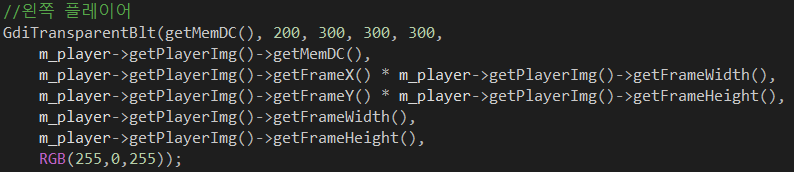 //왼쪽 플레이어
GdiTransparentBlt(getMemDC(), 200, 300, 300, 300,
m_player->getPlayerImg()->getMemDC(),
m_player->getPlayerImg()->getFrameX() * m_player->getPlayerImg()->getFrameWidth(),
m_player->getPlayerImg()->getFrameY() * m_player->getPlayerImg()->getFrameHeight(),
m_player->getPlayerImg()->getFrameWidth(),
m_player->getPlayerImg()->getFrameHeight(),
RGB(255,0,255));